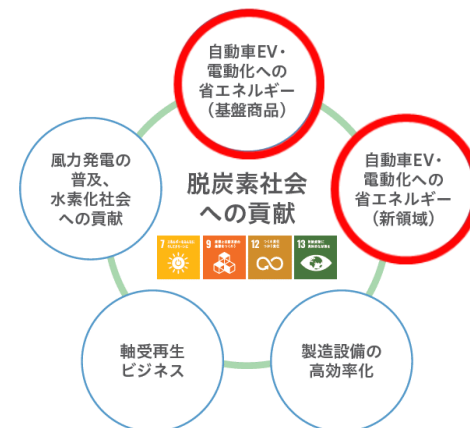 自動車EV・
電動化への
省エネルギー
（基盤商品）
自動車EV・
電動化への
省エネルギー
（新領域）
風力発電の
普及、
水素化社会
への貢献
脱炭素社会
への貢献
7
9
12
13
軸受再生
ビジネス
製造設備の
高効率化